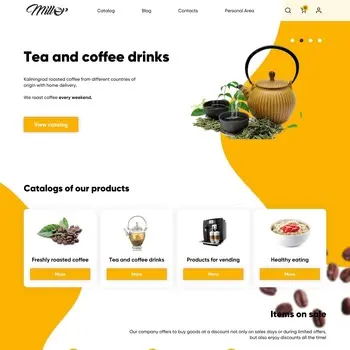 Milloy
Catalog Blog Contacts Personal Area
Tea and coffee drinks
Kaliningrad roasted coffee from different countries of
origin with home delivery.
We roast coffee every weekend.
View catalog
Catalogs of our products
Freshly roasted coffee Tea and coffee drinks Products for vending Healthy eating
More More More More
Items on sale
Our company offers to buy goods at a discount not only on sales days or during limited offers,
but also enjoy discounts all the time!